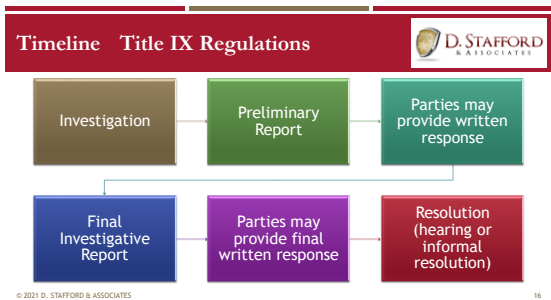 Timeline Title IX Regulations
D. STAFFORD
& ASSOCIATES
Investigation
Preliminary
Report
Parties may
provide written
response
Final
Investigative
Report
Parties may
provide final
written response
Resolution
(hearing or
informal
resolution)
© 2021 D. STAFFORD & ASSOCIATES
16